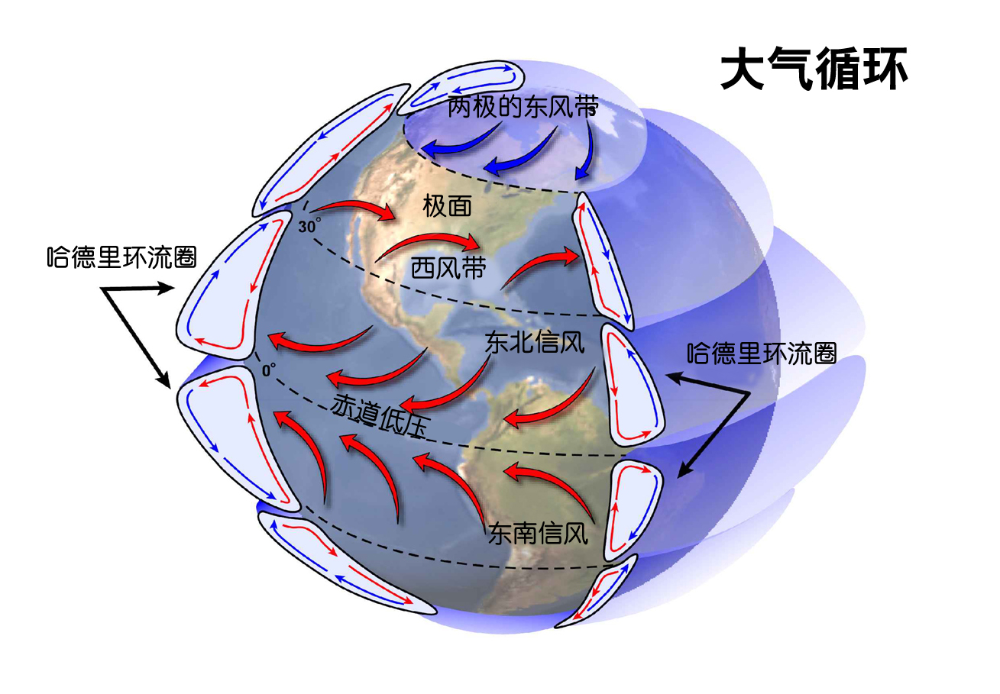 大气循环
两极的东风带
极面
30°
哈德里环流圈
西风带
东北信风
哈德里环流圈
0°
赤道低压
东南信风